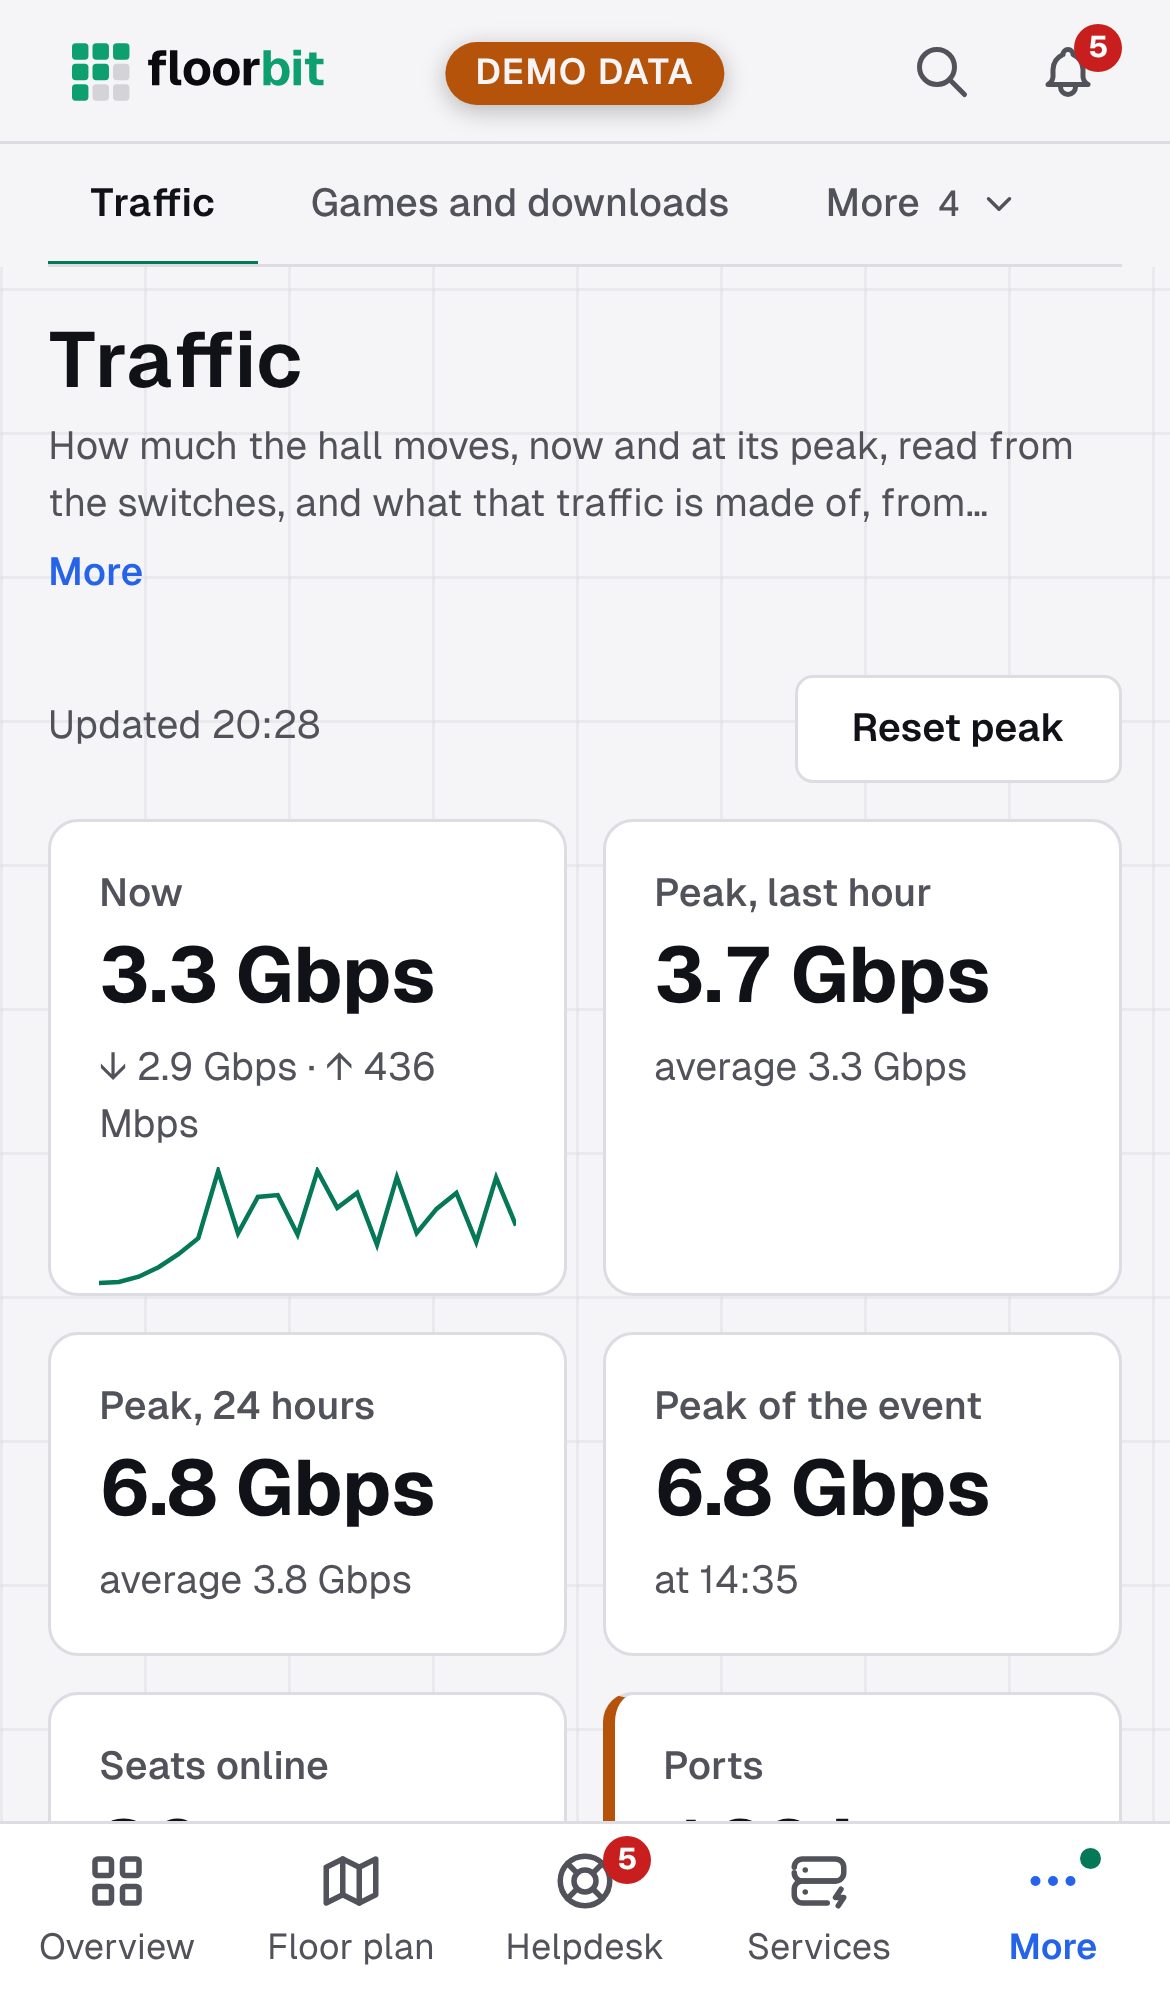 floorbit
DEMO DATA
5
Traffic
Games and downloads
More 4
Traffic
How much the hall moves, now and at its peak, read from
the switches, and what that traffic is made of, from…
More
Updated 20:28
Reset peak
Now
3.3 Gbps
↓ 2.9 Gbps · ↑ 436
Mbps
Peak, last hour
3.7 Gbps
average 3.3 Gbps
Peak, 24 hours
6.8 Gbps
average 3.8 Gbps
Peak of the event
6.8 Gbps
at 14:35
Seats online
Ports
Overview
Floor plan
5
Helpdesk
Services
More